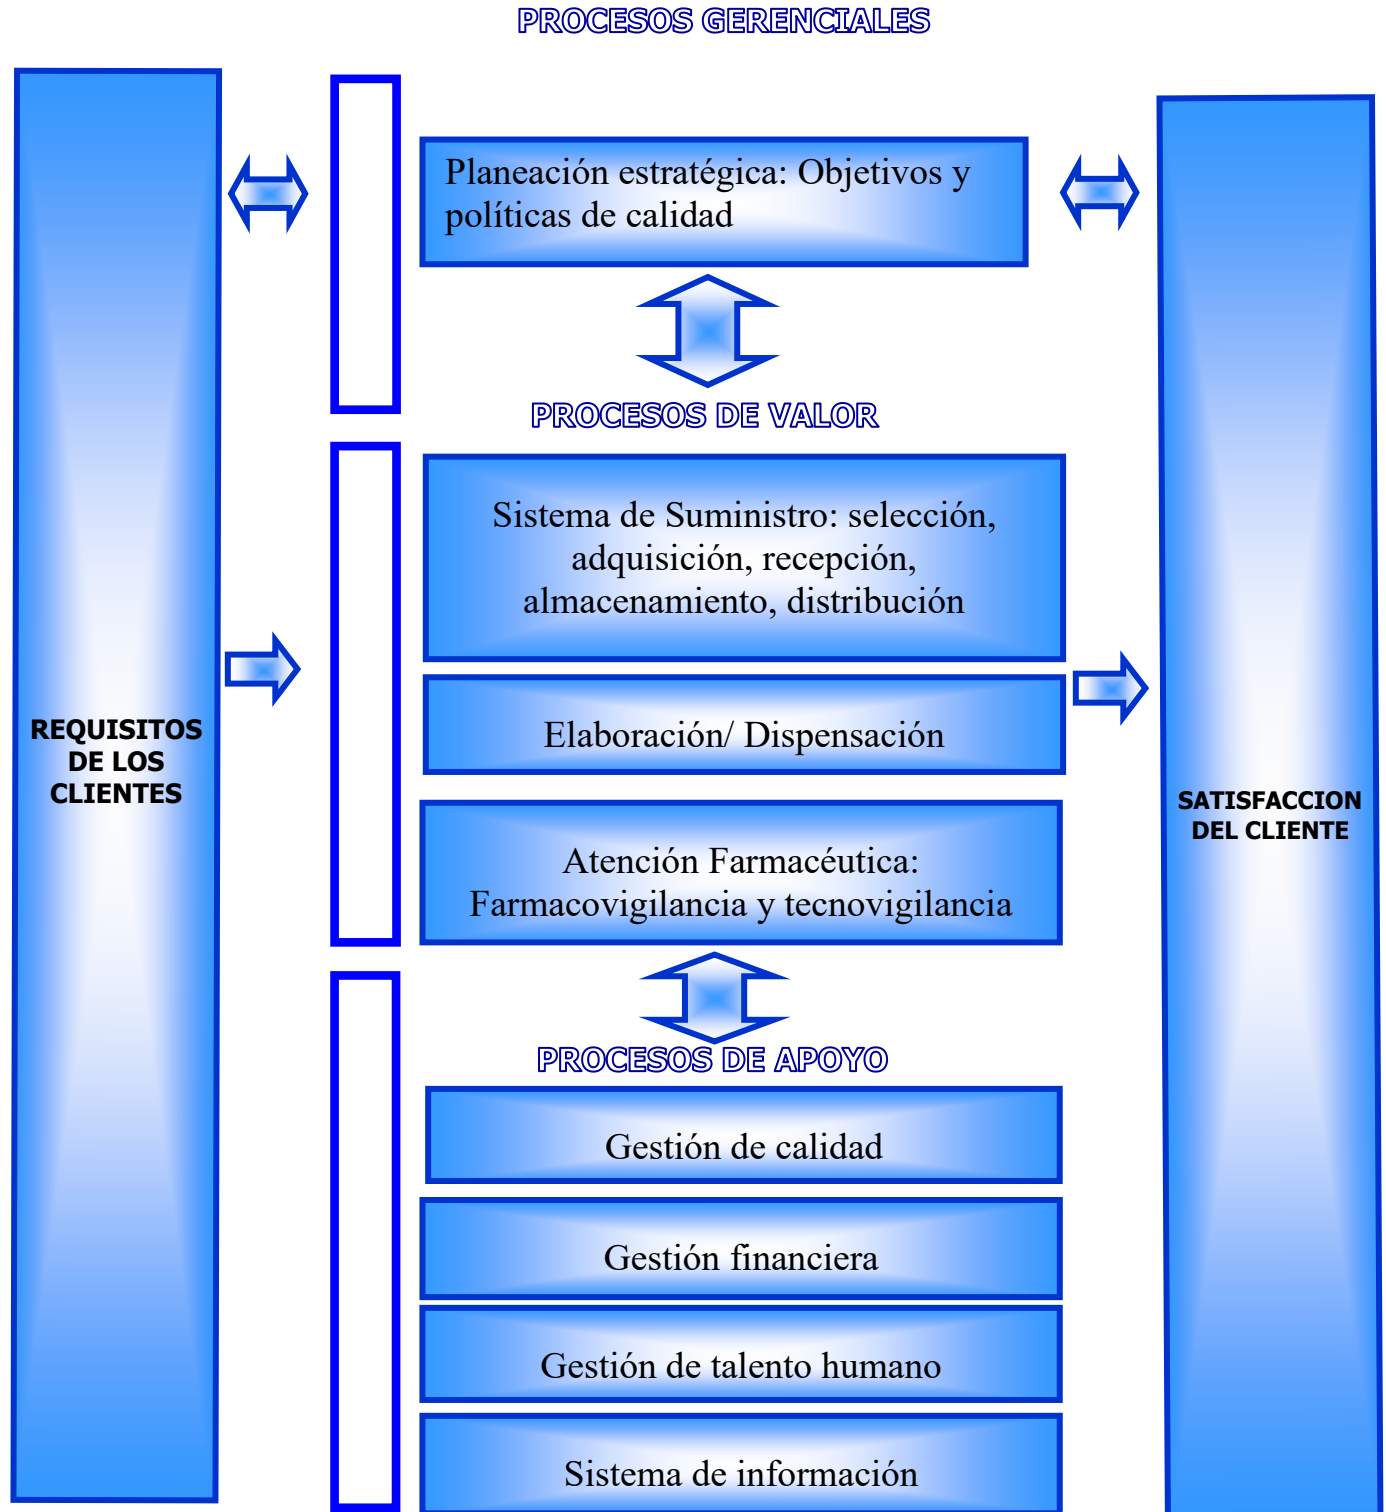 PROCESOS GERENCIALES
Planeación estratégica: Objetivos y
políticas de calidad
PROCESOS DE VALOR
Sistema de Suministro: selección,
adquisición, recepción,
almacenamiento, distribución
Elaboración/ Dispensación
REQUISITOS
DE LOS
CLIENTES
SATISFACCION
DEL CLIENTE
Atención Farmacéutica:
Farmacovigilancia y tecnovigilancia
PROCESOS DE APOYO
Gestión de calidad
Gestión financiera
Gestión de talento humano
Sistema de información